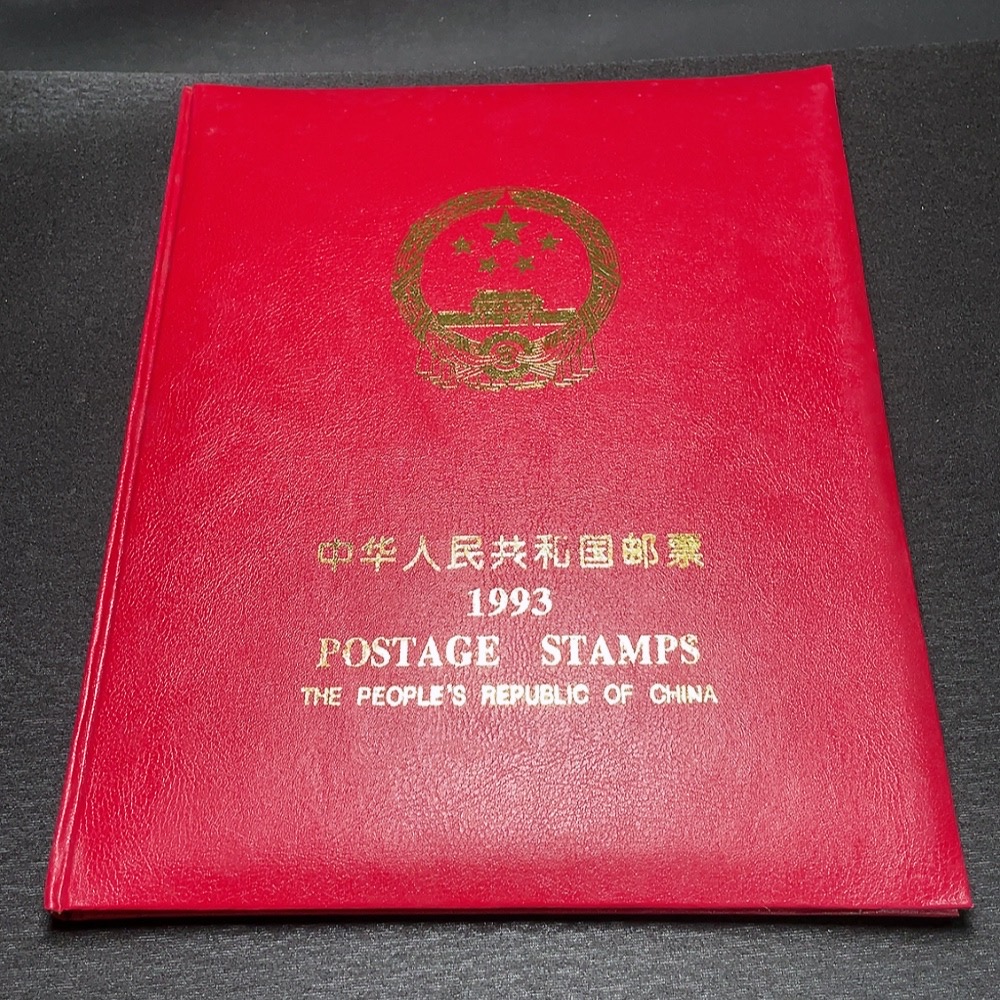 中华人民共和国邮票
1993
POSTAGE STAMPS
THE PEOPLE'S REPUBLIC OF CHINA